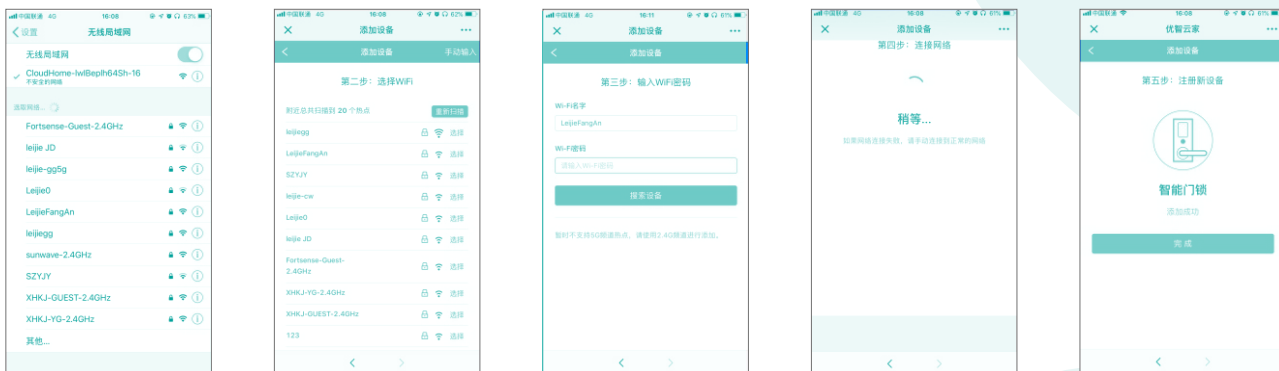 中国联通 4G 16:08 63%
设置 无线局域网
无线局域网
CloudHome-IwIBeplh64Sh-16
不安全的网络
选取网络...
Fortsense-Guest-2.4GHz
leijie JD
leijie-gg5g
Leijie0
LeijieFangAn
leijiegg
sunwave-2.4GHz
SZYJY
XHKJ-GUEST-2.4GHz
XHKJ-YG-2.4GHz
其他...
中国联通 4G 16:08 62%
添加设备
添加设备 手动输入
第二步：选择WiFi
附近总共扫描到 20 个热点 重新扫描
leijiegg 选择
LeijieFangAn 选择
SZYJY 选择
leijie-cw 选择
Leijie0 选择
leijie JD 选择
Fortsense-Guest-
2.4GHz 选择
XHKJ-YG-2.4GHz 选择
XHKJ-GUEST-2.4GHz 选择
123 选择
中国联通 4G 16:11 61%
添加设备
添加设备
第三步：输入WiFi密码
Wi-Fi名字
LeijieFangAn
Wi-Fi密码
请输入Wi-Fi密码
搜索设备
暂时不支持5G频道热点，请使用2.4G频道进行添加。
中国联通 4G 16:08 61%
添加设备
第四步：连接网络
稍等...
如果网络连接失败，请手动连接到正常的网络
中国联通 16:08 61%
优智云家
添加设备
第五步：注册新设备
智能门锁
添加成功
完成